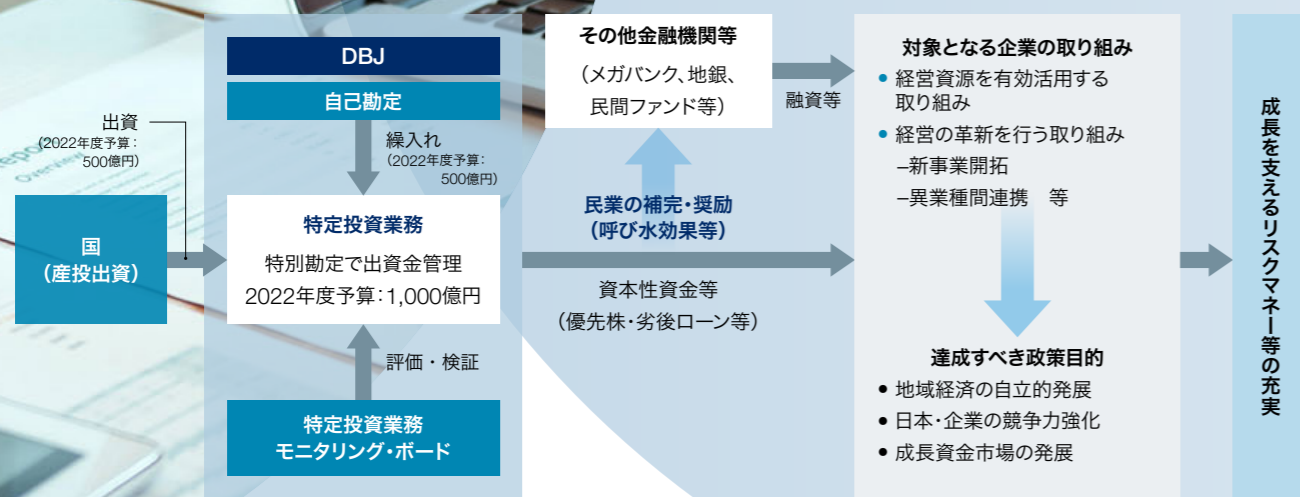 出資
(2022年度予算：
500億円)
国
(産投出資)
DBJ
自己勘定
繰入れ
(2022年度予算：
500億円)
特定投資業務
特別勘定で出資金管理
2022年度予算：1,000億円
評価・検証
特定投資業務
モニタリング・ボード
その他金融機関等
(メガバンク、地銀、
民間ファンド等)
融資等
民業の補完・奨励
(呼び水効果等)
資本性資金等
(優先株・劣後ローン等)
対象となる企業の取り組み
• 経営資源を有効活用する
取り組み
• 経営の革新を行う取り組み
–新事業開拓
–異業種間連携　等
達成すべき政策目的
• 地域経済の自立的発展
• 日本・企業の競争力強化
• 成長資金市場の発展
成長を支えるリスクマネー等の充実
Overview